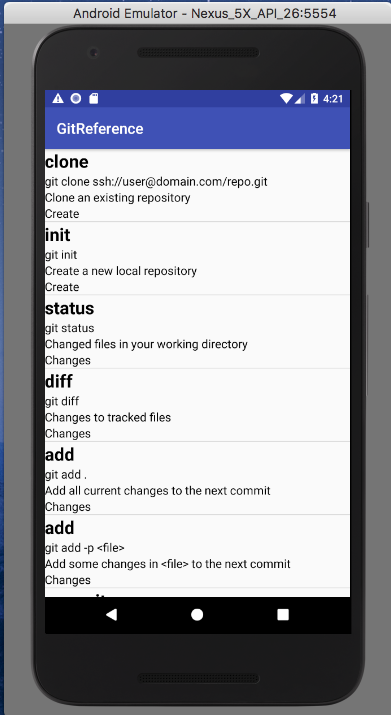 Android Emulator - Nexus_5X_API_26:5554
4:21
GitReference
clone
git clone ssh://user@domain.com/repo.git
Clone an existing repository
Create
init
git init
Create a new local repository
Create
status
git status
Changed files in your working directory
Changes
diff
git diff
Changes to tracked files
Changes
add
git add .
Add all current changes to the next commit
Changes
add
git add -p <file>
Add some changes in <file> to the next commit
Changes